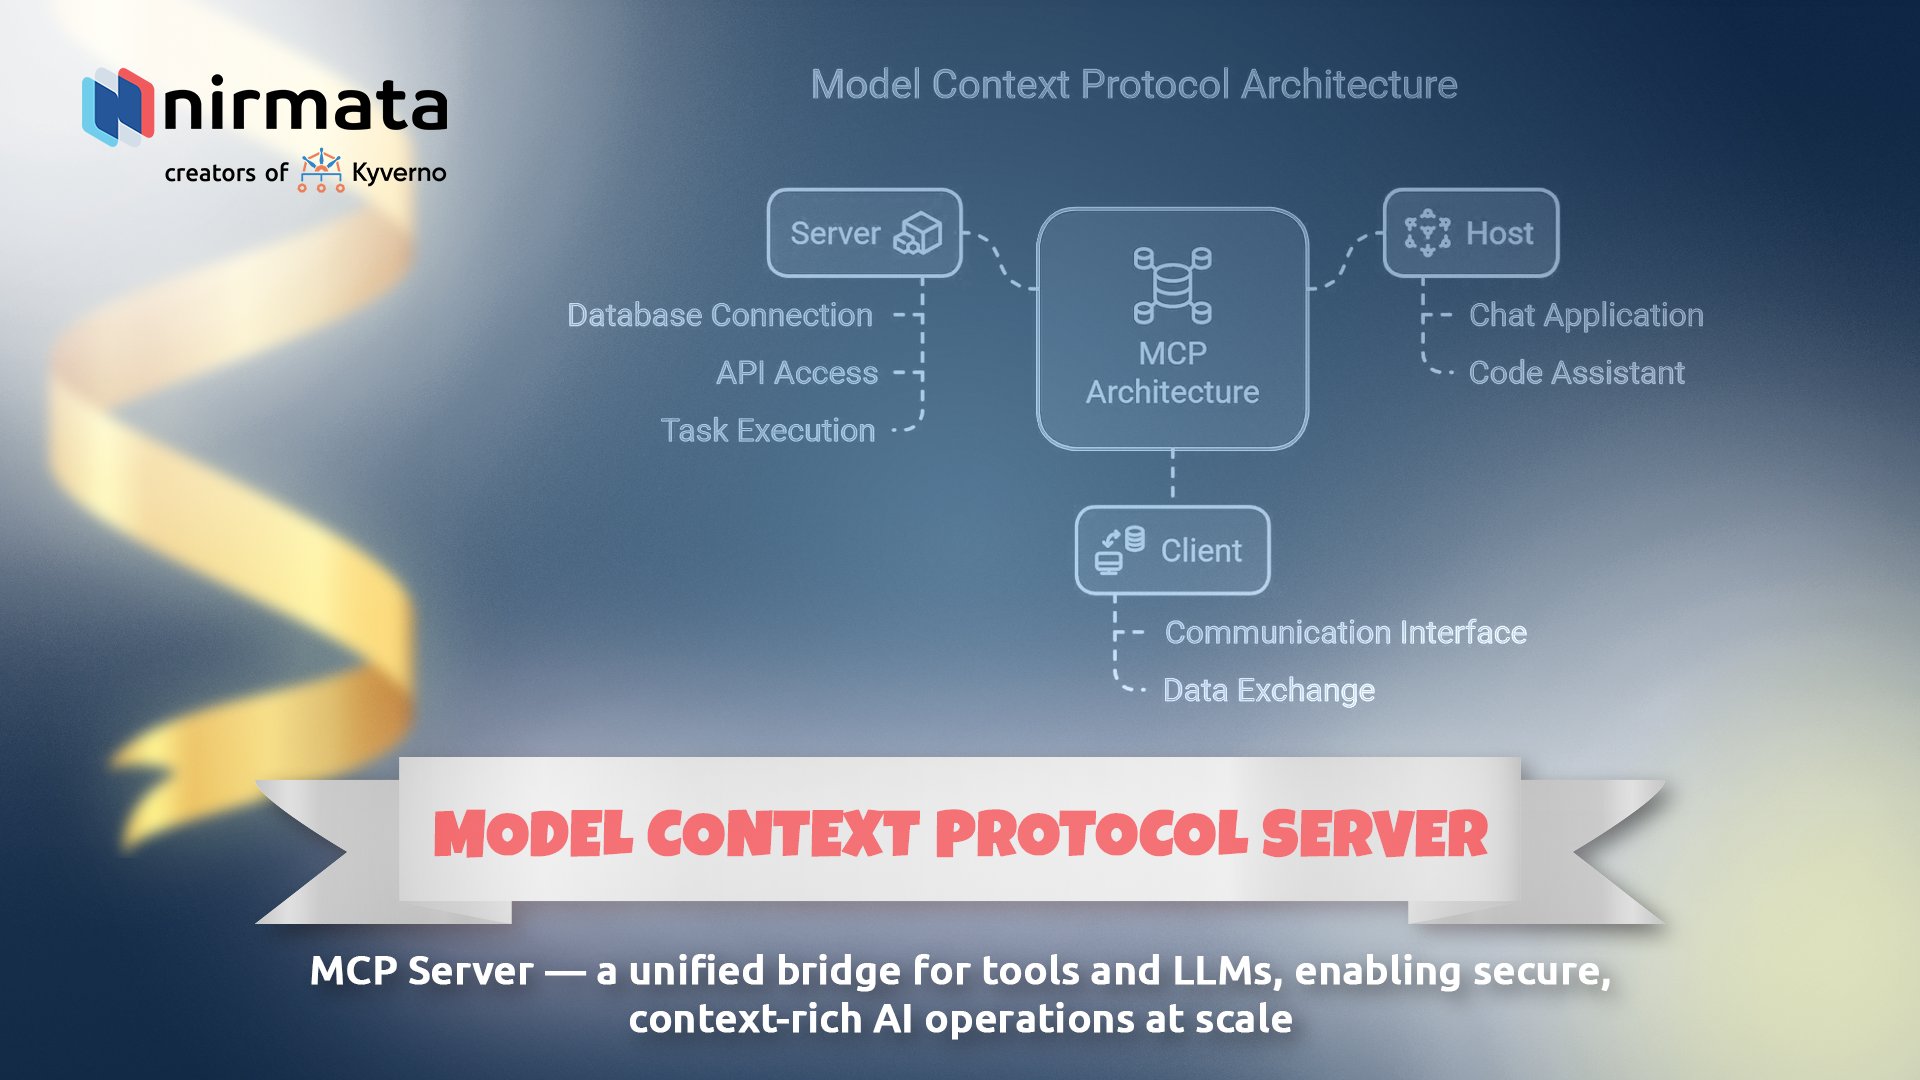 nirmata
creators of Kyverno
Model Context Protocol Architecture
Server
Database Connection
API Access
Task Execution
MCP
Architecture
Host
Chat Application
Code Assistant
Client
Communication Interface
Data Exchange
MODEL CONTEXT PROTOCOL SERVER
MCP Server — a unified bridge for tools and LLMs, enabling secure,
context-rich AI operations at scale